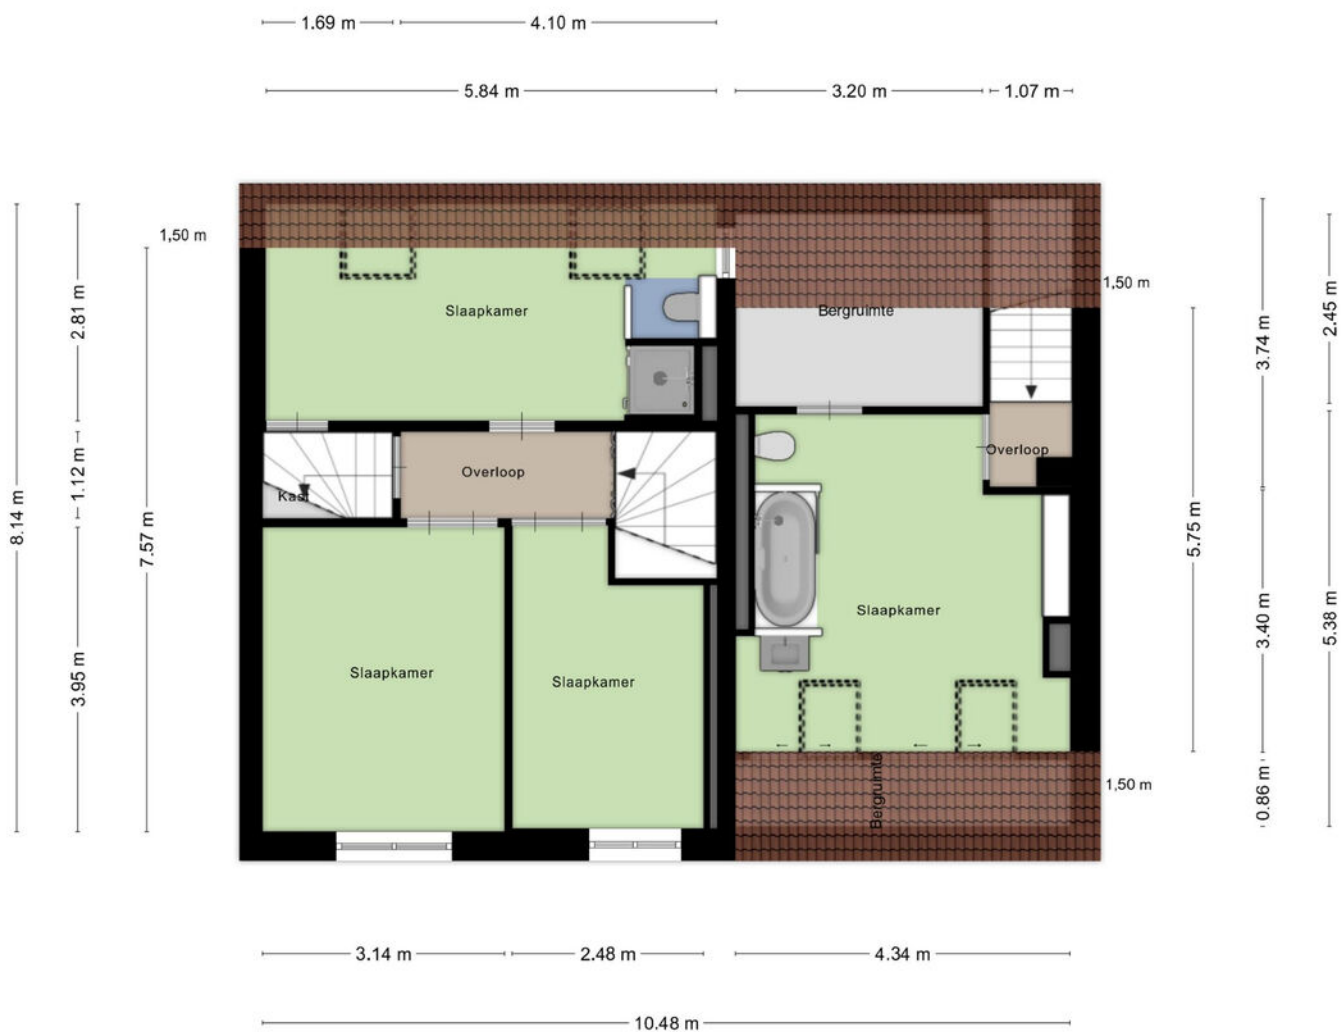 1.69 m
4.10 m
5.84 m
3.20 m
1.07 m
1,50 m
1,50 m
2.81 m
1.12 m
3.95 m
8.14 m
7.57 m
Slaapkamer
Bergruimte
Overloop
Overloop
Kast
Slaapkamer
Slaapkamer
Slaapkamer
Bergruimte
3.74 m
2.45 m
5.75 m
3.40 m
5.38 m
0.86 m
1,50 m
3.14 m
2.48 m
4.34 m
10.48 m